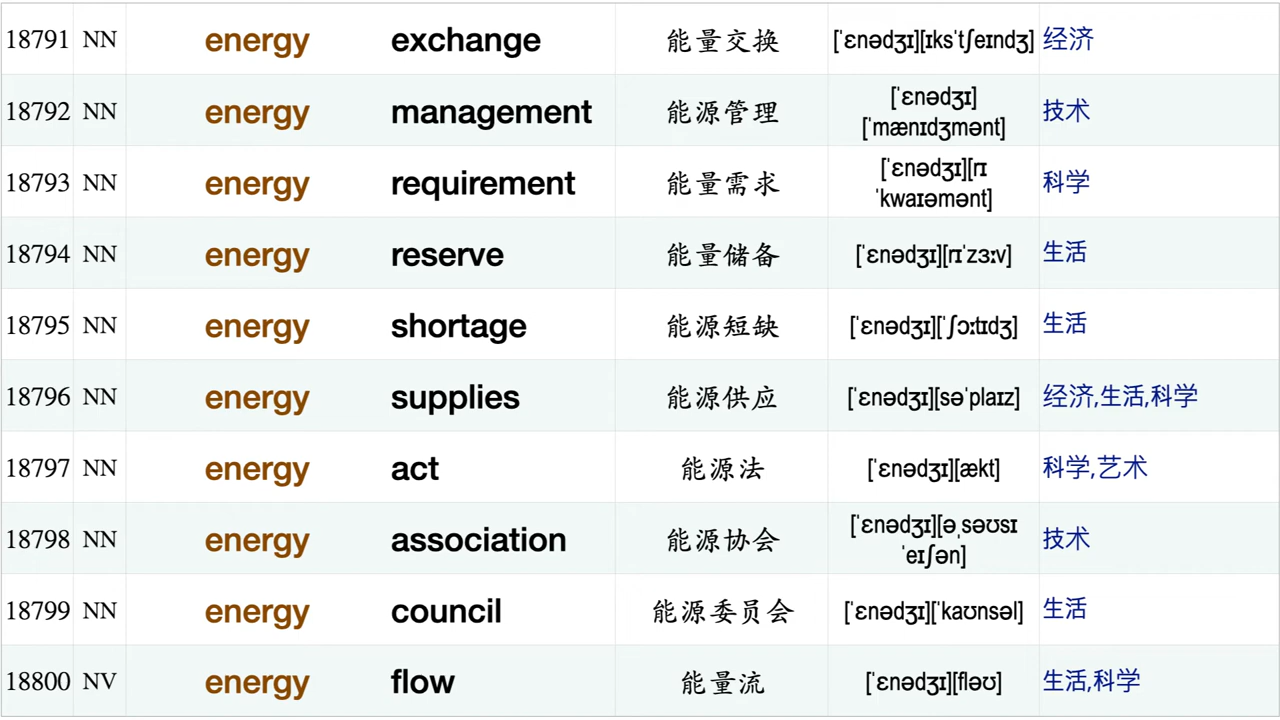 18791 NN energy exchange 能量交换 [ˈɛnədʒɪ][ɪksˈtʃeɪndʒ] 经济
18792 NN energy management 能源管理 [ˈɛnədʒɪ] [ˈmænɪdʒmənt] 技术
18793 NN energy requirement 能量需求 [ˈɛnədʒɪ][rɪ ˈkwaɪəmənt] 科学
18794 NN energy reserve 能量储备 [ˈɛnədʒɪ][rɪˈzɜːv] 生活
18795 NN energy shortage 能源短缺 [ˈɛnədʒɪ][ˈʃɔːtɪdʒ] 生活
18796 NN energy supplies 能源供应 [ˈɛnədʒɪ][səˈplaɪz] 经济,生活,科学
18797 NN energy act 能源法 [ˈɛnədʒɪ][ækt] 科学,艺术
18798 NN energy association 能源协会 [ˈɛnədʒɪ][əˌsəʊsɪ ˈeɪʃən] 技术
18799 NN energy council 能源委员会 [ˈɛnədʒɪ][ˈkaʊnsəl] 生活
18800 NV energy flow 能量流 [ˈɛnədʒɪ][fləʊ] 生活,科学